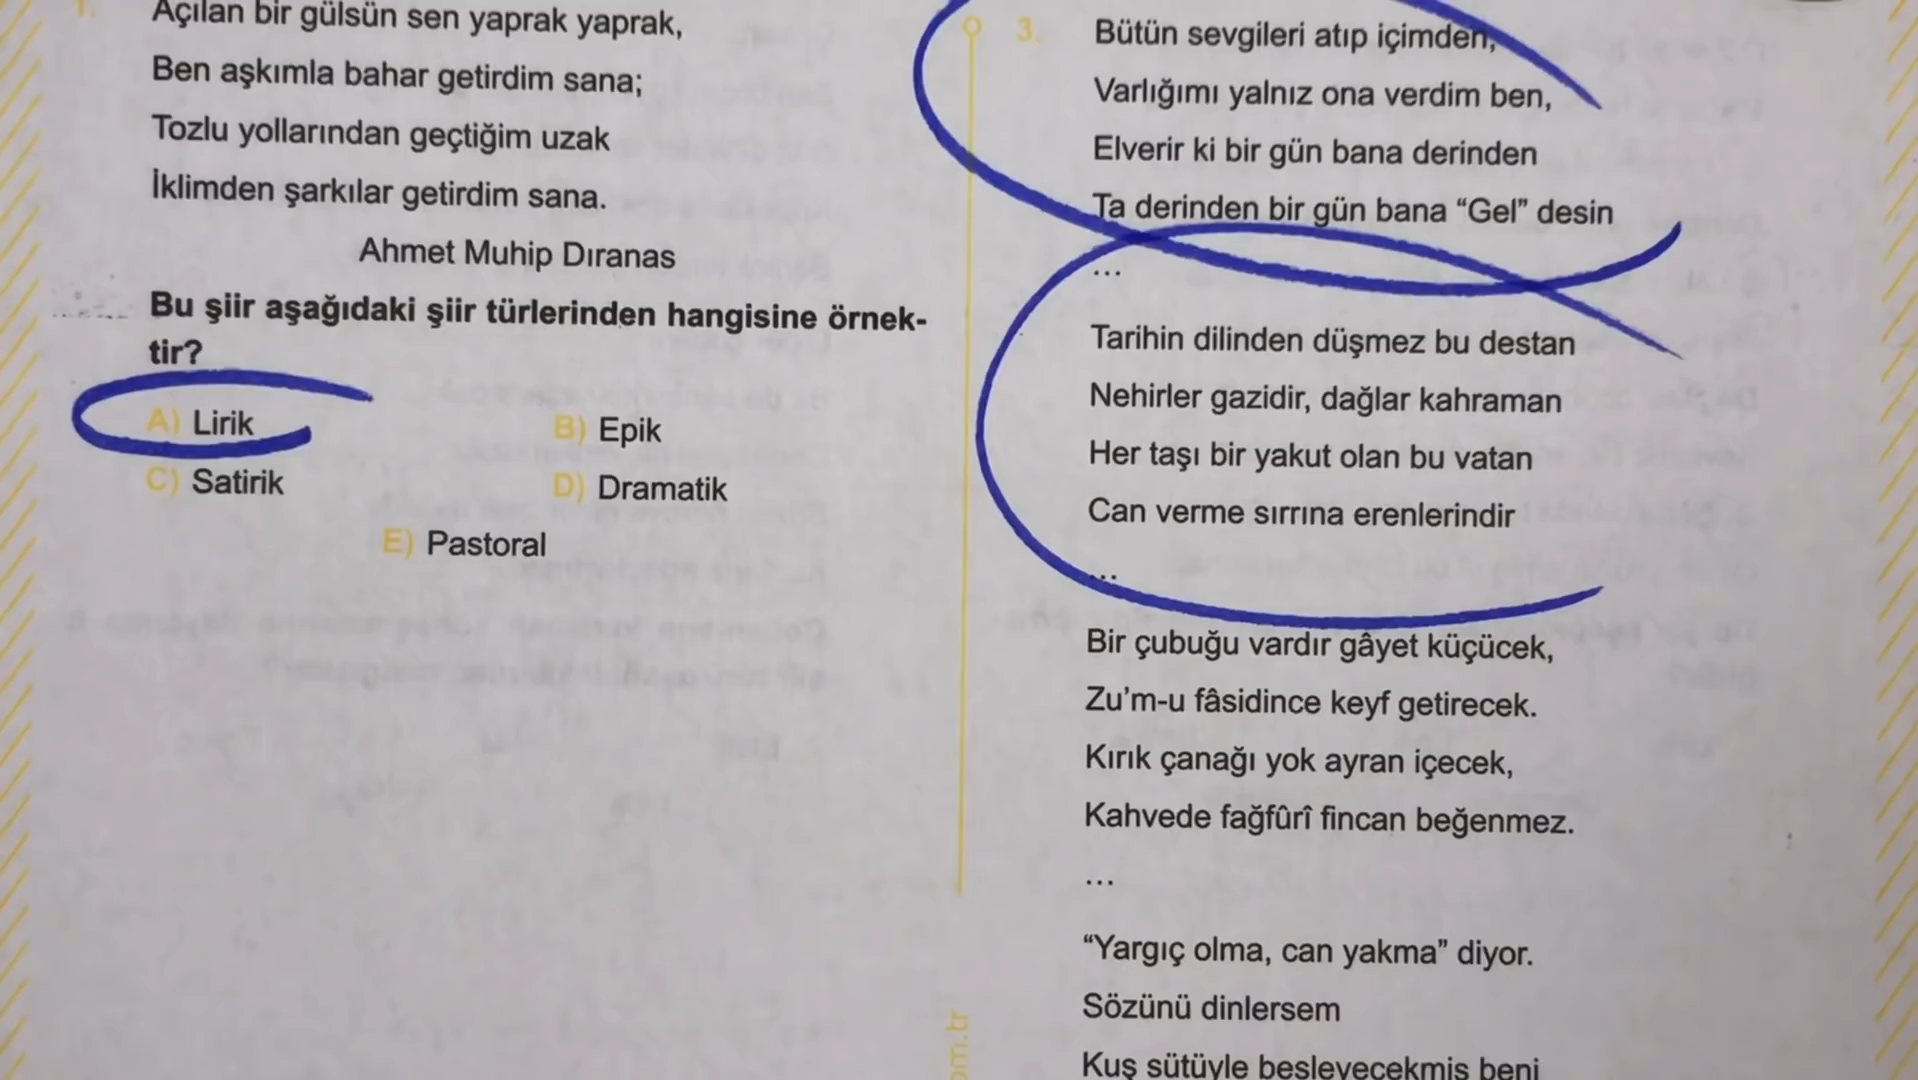 1.
Açılan bir gülsün sen yaprak yaprak,
Ben aşkımla bahar getirdim sana;
Tozlu yollarından geçtiğim uzak
İklimden şarkılar getirdim sana.
Ahmet Muhip Dıranas
Bu şiir aşağıdaki şiir türlerinden hangisine örnek-
tir?
A) Lirik
B) Epik
C) Satirik
D) Dramatik
E) Pastoral
3.
Bütün sevgileri atıp içimden,
Varlığımı yalnız ona verdim ben,
Elverir ki bir gün bana derinden
Ta derinden bir gün bana “Gel” desin
...
Tarihin dilinden düşmez bu destan
Nehirler gazidir, dağlar kahraman
Her taşı bir yakut olan bu vatan
Can verme sırrına erenlerindir
...
Bir çubuğu vardır gâyet küçücek,
Zu’m-u fâsidince keyf getirecek.
Kırık çanağı yok ayran içecek,
Kahvede fağfûrî fincan beğenmez.
...
“Yargıç olma, can yakma” diyor.
Sözünü dinlersem
Kuş sütüyle besleyecekmiş beni
om.tr